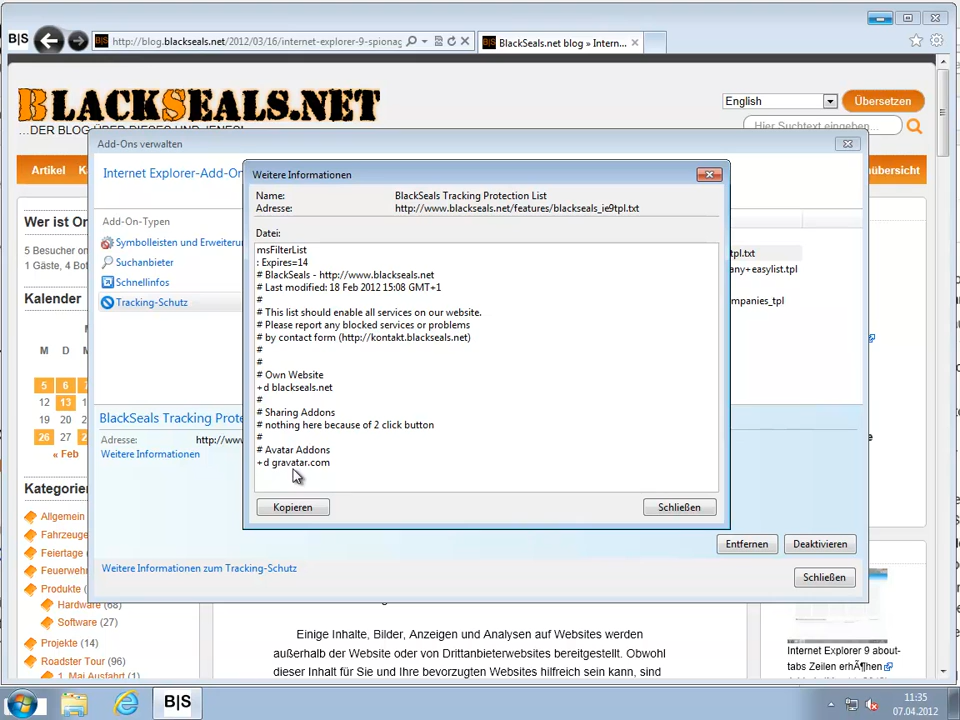 B|S
http://blog.blackseals.net/2012/03/16/internet-explorer-9-spionag
BlackSeals.net blog » Intern...
BLACKSEALS.NET
...DER BLOG ÜBER DIESES UND JENES!
English
Übersetzen
Hier Suchtext eingeben...
Artikel
Add-Ons verwalten
Internet Explorer-Add-On
Add-On-Typen
Symbolleisten und Erweiteru
Suchanbieter
Schnellinfos
Tracking-Schutz
tpl.txt
any+easylist.tpl
mpanies_tpl
BlackSeals Tracking Prote
Adresse:
http://ww
Weitere Informationen
Weitere Informationen
Name:
BlackSeals Tracking Protection List
Adresse:
http://www.blackseals.net/features/blackseals_ie9tpl.txt
Datei:
msFilterList
: Expires=14
# BlackSeals - http://www.blackseals.net
# Last modified: 18 Feb 2012 15:08 GMT+1
#
# This list should enable all services on our website.
# Please report any blocked services or problems
# by contact form (http://kontakt.blackseals.net)
#
#
# Own Website
+d blackseals.net
#
# Sharing Addons
# nothing here because of 2 click button
#
# Avatar Addons
+d gravatar.com
Kopieren
Schließen
Entfernen
Deaktivieren
Weitere Informationen zum Tracking-Schutz
Schließen
übersicht
Wer ist On
5 Besucher o
1 Gäste, 4 Bot
Kalender
M D
5 6
12 13
19 20
26 27
« Feb
Kategorien
Allgemein
Fahrzeuge
Feiertage
Feuerweh
Produkte
Hardware (68)
Software (27)
Projekte (14)
Roadster Tour (96)
1. Mai Ausfahrt (1)
Einige Inhalte, Bilder, Anzeigen und Analysen auf Websites werden
außerhalb der Website oder von Drittanbieterwebsites bereitgestellt. Obwohl
dieser Inhalt für Sie und Ihre bevorzugten Websites hilfreich sein kann, sind
Internet Explorer 9 about-
tabs Zeilen erhÃ¶hen
B|S
11:35
07.04.2012